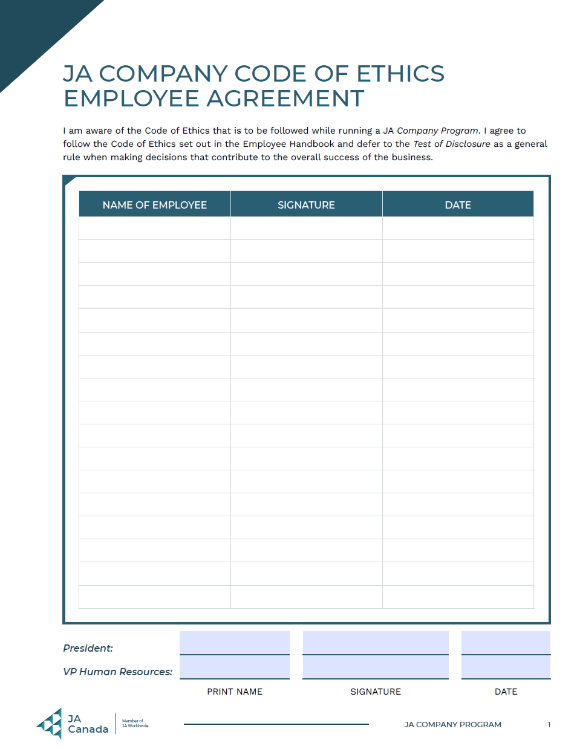 JA COMPANY CODE OF ETHICS
EMPLOYEE AGREEMENT
I am aware of the Code of Ethics that is to be followed while running a JA Company Program. I agree to
follow the Code of Ethics set out in the Employee Handbook and defer to the Test of Disclosure as a general
rule when making decisions that contribute to the overall success of the business.
NAME OF EMPLOYEE SIGNATURE DATE
President:
VP Human Resources:
PRINT NAME SIGNATURE DATE
JA
Canada
Member of
JA Worldwide
JA COMPANY PROGRAM 1